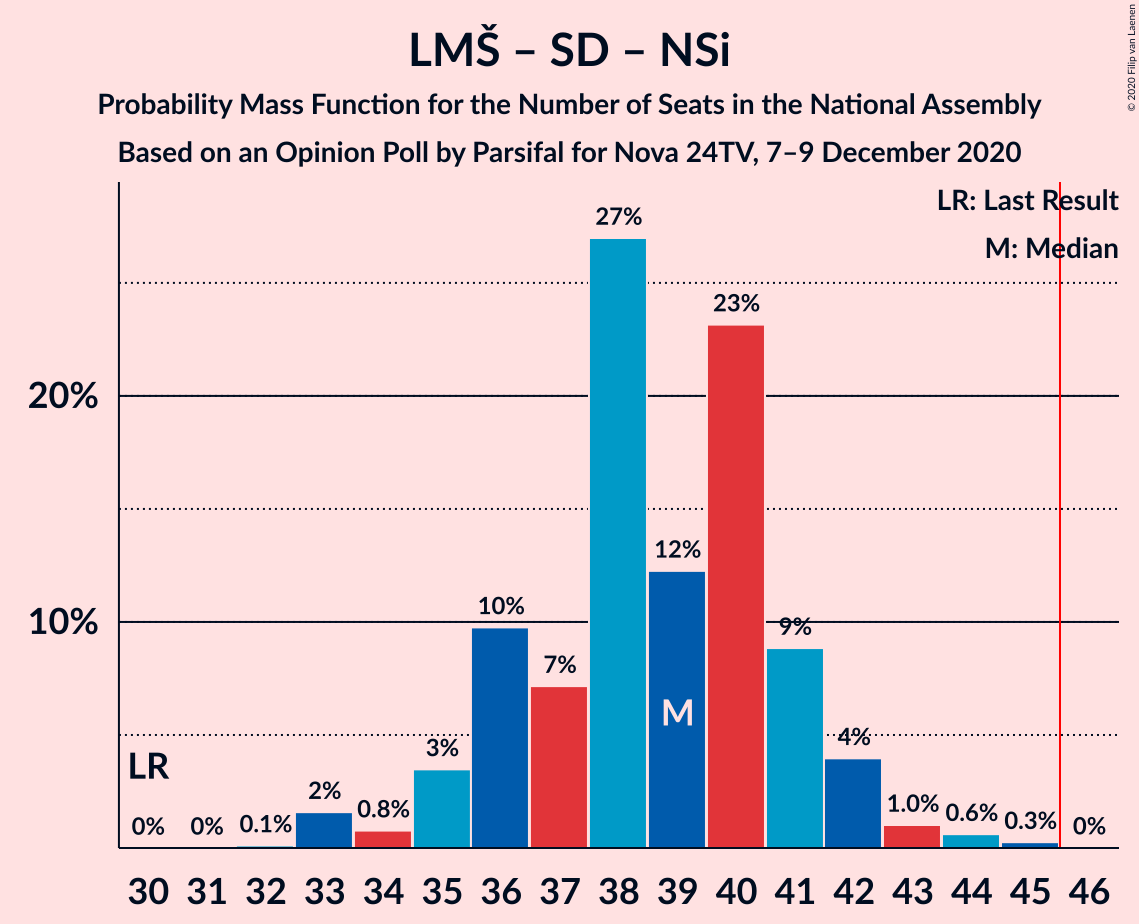 LMŠ – SD – NSi
Probability Mass Function for the Number of Seats in the National Assembly
Based on an Opinion Poll by Parsifal for Nova 24TV, 7–9 December 2020
© 2020 Filip van Laenen
LR: Last Result
M: Median
27%
23%
20%
12%
10%
10%
9%
7%
M
4%
3%
LR
2%
0.8%
1.0%
0.6%
0.3%
0% 0% 0.1% 0%
30 31 32 33 34 35 36 37 38 39 40 41 42 43 44 45 46